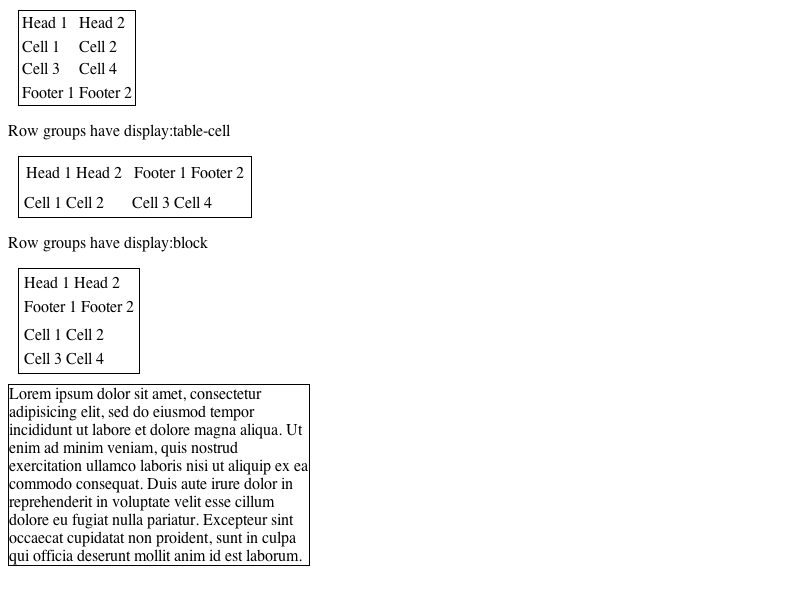 Head 1 Head 2
Cell 1 Cell 2
Cell 3 Cell 4
Footer 1 Footer 2
Row groups have display:table-cell
Head 1 Head 2 Footer 1 Footer 2
Cell 1 Cell 2 Cell 3 Cell 4
Row groups have display:block
Head 1 Head 2
Footer 1 Footer 2
Cell 1 Cell 2
Cell 3 Cell 4
Lorem ipsum dolor sit amet, consectetur
adipisicing elit, sed do eiusmod tempor
incididunt ut labore et dolore magna aliqua. Ut
enim ad minim veniam, quis nostrud
exercitation ullamco laboris nisi ut aliquip ex ea
commodo consequat. Duis aute irure dolor in
reprehenderit in voluptate velit esse cillum
dolore eu fugiat nulla pariatur. Excepteur sint
occaecat cupidatat non proident, sunt in culpa
qui officia deserunt mollit anim id est laborum.